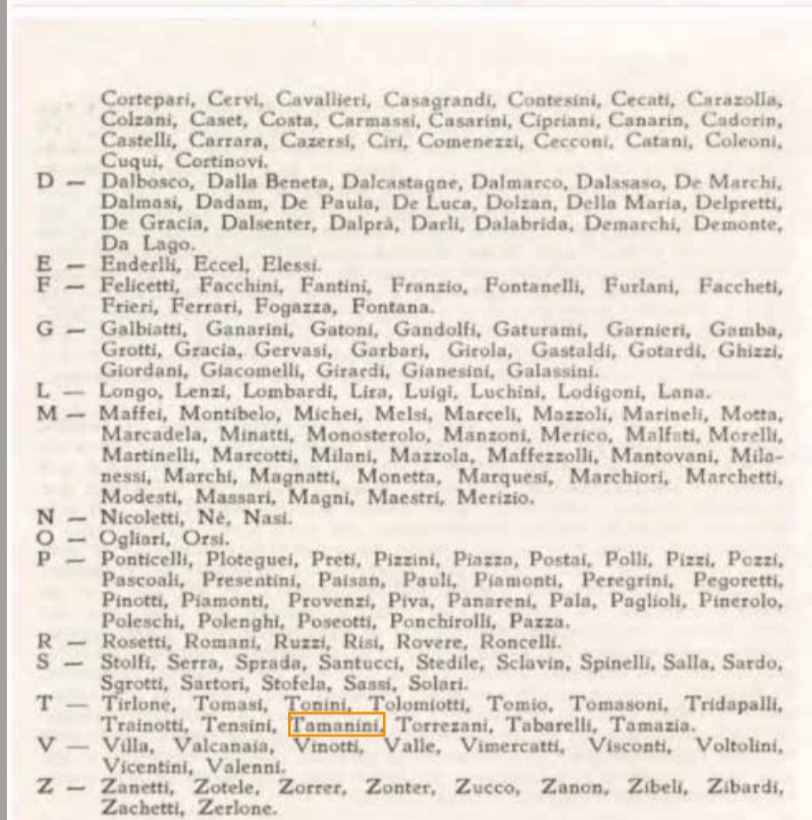 Cortepari, Cervi, Cavallieri, Casagrandi, Contesini, Cecati, Carazolla,
Colzani, Caset, Costa, Carmassi, Casarini, Cipriani, Canarin, Cadorin,
Castelli, Carrara, Cazersi, Ciri, Comenezzi, Cecconi, Catani, Coleoni,
Cuqui, Cortinovi.
D — Dalbosco, Dalla Beneta, Dalcastagne, Dalmarco, Dalssaso, De Marchi,
Dalmasi, Dadam, De Paula, De Luca, Dolzan, Della Maria, Delpretti,
De Gracia, Dalsenter, Dalprà, Darli, Dalabrida, Demarchi, Demonte,
Da Lago.
E — Enderlli, Eccel, Elessi.
F — Felicetti, Facchini, Fantini, Franzio, Fontanelli, Furlani, Faccheti,
Frieri, Ferrari, Fogazza, Fontana.
G — Galbiatti, Ganarini, Gatoni, Gandolfi, Gaturami, Garnieri, Gamba,
Grotti, Gracia, Gervasi, Garbari, Girola, Gastaldi, Gotardi, Ghizzi,
Giordani, Giacomelli, Girardi, Gianesini, Galassini.
L — Longo, Lenzi, Lombardi, Lira, Luigi, Luchini, Lodigoni, Lana.
M — Maffei, Montibelo, Michei, Melsi, Marceli, Mazzoli, Marineli, Motta,
Marcadela, Minatti, Monosterolo, Manzoni, Merico, Malfati, Morelli,
Martinelli, Marcotti, Milani, Mazzola, Maffezzolli, Mantovani, Mila-
nessi, Marchi, Magnatti, Monetta, Marquesi, Marchiori, Marchetti,
Modesti, Massari, Magni, Maestri, Merizio.
N — Nicoletti, Né, Nasi.
O — Ogliari, Orsi.
P — Ponticelli, Ploteguei, Preti, Pizzini, Piazza, Postai, Polli, Pizzi, Pozzi,
Pascoali, Presentini, Paisan, Pauli, Piamonti, Peregrini, Pegoretti,
Pinotti, Piamonti, Provenzi, Piva, Panareni, Pala, Paglioli, Pinerolo,
Poleschi, Polenghi, Poseotti, Ponchirolli, Pazza.
R — Rosetti, Romani, Ruzzi, Risi, Rovere, Roncelli.
S — Stolfi, Serra, Sprada, Santucci, Stedile, Sclavin, Spinelli, Salla, Sardo,
Sgrotti, Sartori, Stofela, Sassi, Solari.
T — Tirlone, Tomasi, Tonini, Tolomiotti, Tomio, Tomasoni, Tridapalli,
Trainotti, Tensini, Tamanini, Torrezani, Tabarelli, Tamazia.
V — Villa, Valcanaia, Vinotti, Valle, Vimercatti, Visconti, Voltolini,
Vicentini, Valenni.
Z — Zanetti, Zotele, Zorrer, Zonter, Zucco, Zanon, Zibeli, Zibardi,
Zachetti, Zerlone.